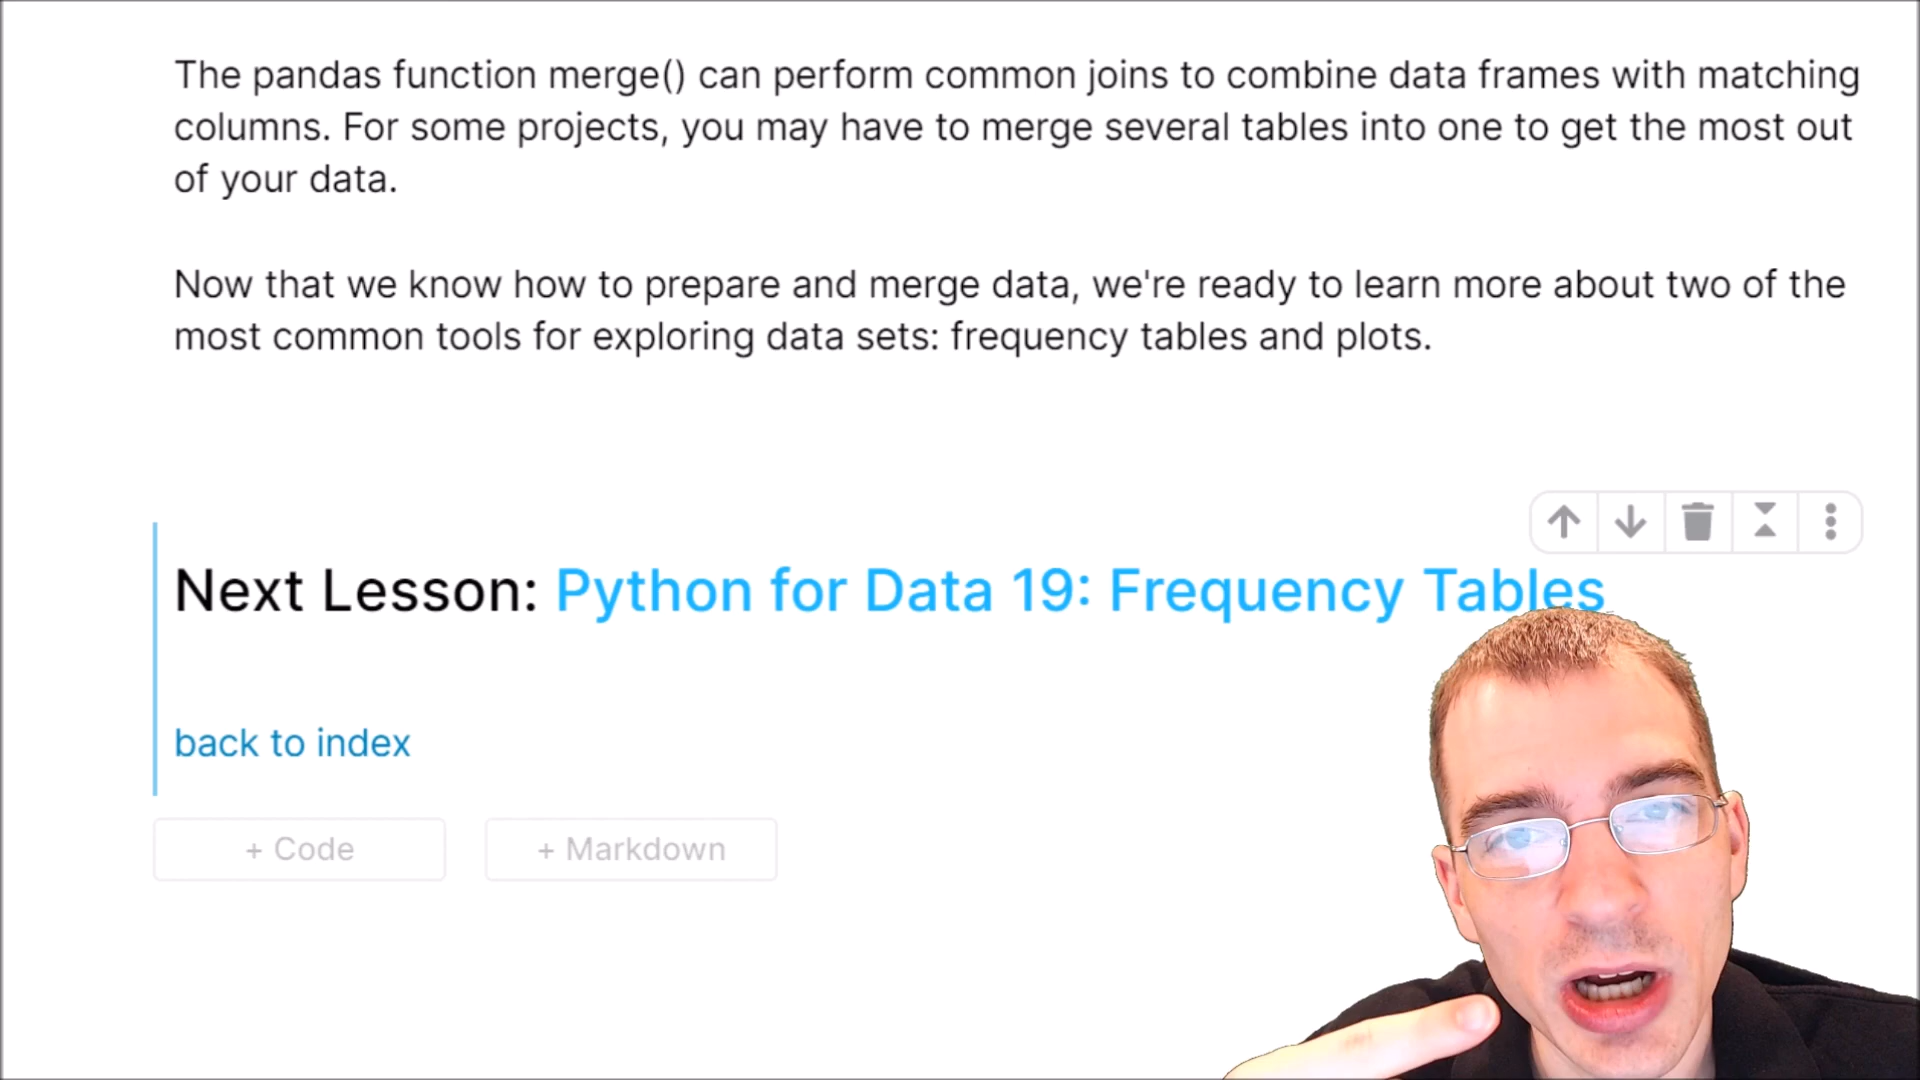 The pandas function merge() can perform common joins to combine data frames with matching
columns. For some projects, you may have to merge several tables into one to get the most out
of your data.
Now that we know how to prepare and merge data, we're ready to learn more about two of the
most common tools for exploring data sets: frequency tables and plots.
Next Lesson: Python for Data 19: Frequency Tables
back to index
+ Code
+ Markdown